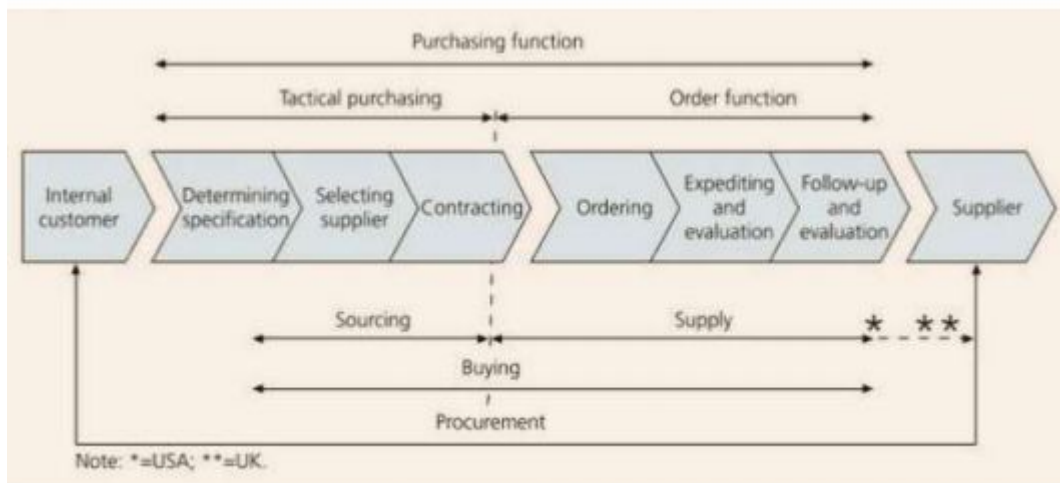 Purchasing function
Tactical purchasing
Order function
Internal
customer
Determining
specification
Selecting
supplier
Contracting
Ordering
Expediting
and
evaluation
Follow-up
and
evaluation
Supplier
Sourcing
Supply
* **
Buying
Procurement
Note: *=USA; **=UK.